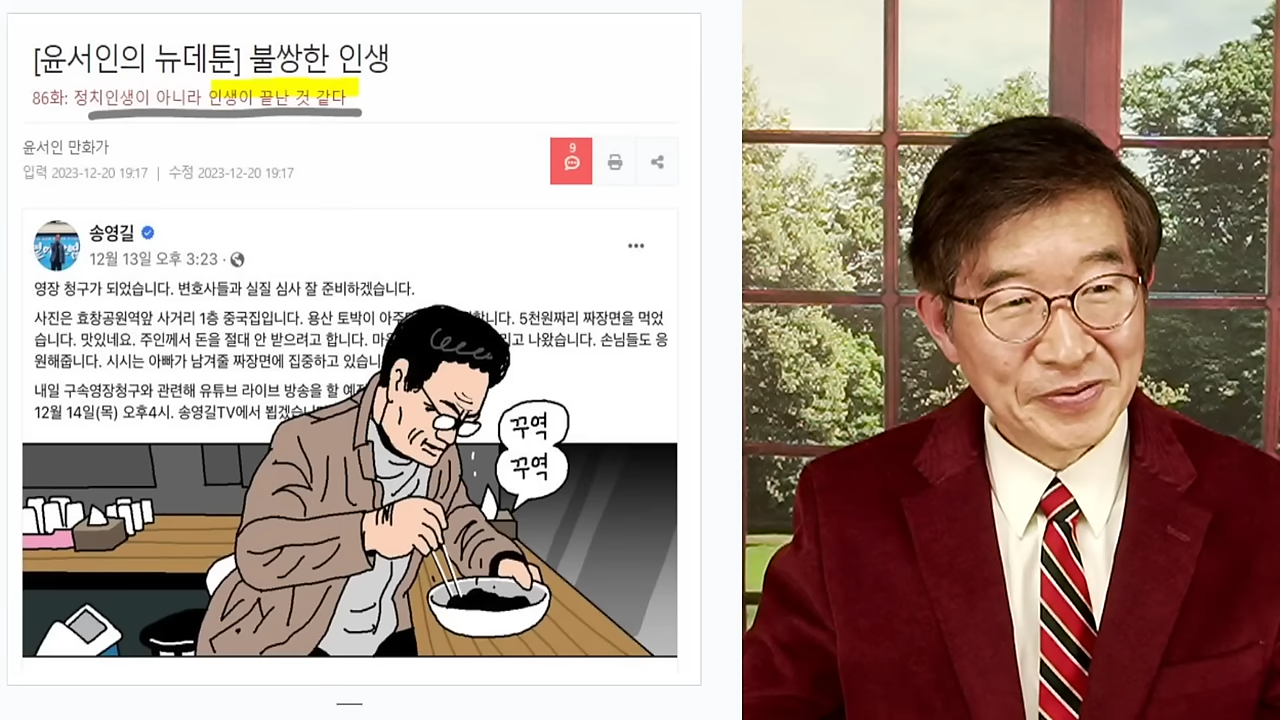 [윤서인의 뉴데툰] 불쌍한 인생
86화: 정치인생이 아니라 인생이 끝난 것 같다
윤서인 만화가
입력 2023-12-20 19:17 | 수정 2023-12-20 19:17
9
송영길
12월 13일 오후 3:23 ·
영장 청구가 되었습니다. 변호사들과 실질 심사 잘 준비하겠습니다.
사진은 효창공원역앞 사거리 1층 중국집입니다. 용산 토박이 아주 합니다. 5천원짜리 짜장면을 먹었
습니다. 맛있네요. 주인께서 돈을 절대 안 받으려고 합니다. 고 나왔습니다. 손님들도 응
원해줍니다. 시시는 아빠가 남겨줄 짜장면에 집중하고
내일 구속영장청구와 관련해 유튜브 라이브 방송을 할
12월 14일(목) 오후4시. 송영길TV에서
꾸역
꾸역